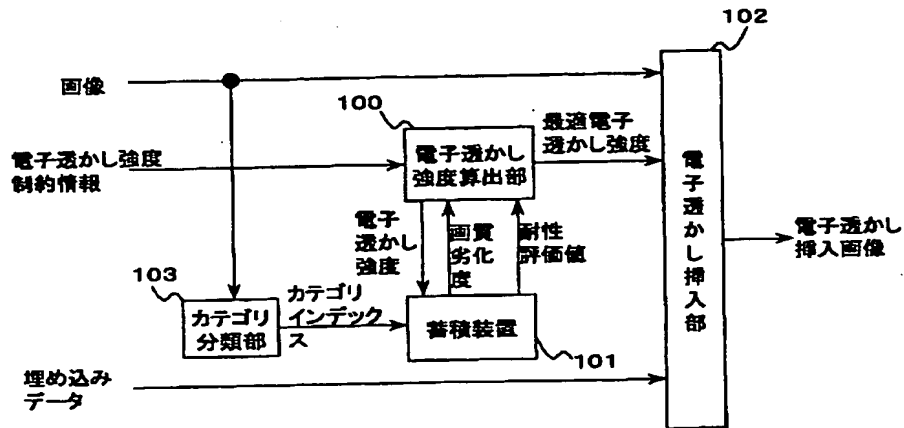 102
画像
100
最適電子
透かし強度
電子透かし強度
制約情報
電子透かし
強度算出部
電子透かし挿入部
電子
透かし
強度
画質
劣化
度
耐性
評価値
電子透かし
挿入画像
103
カテゴリ
分類部
カテゴリ
インデック
ス
蓄積装置
101
埋め込み
データ